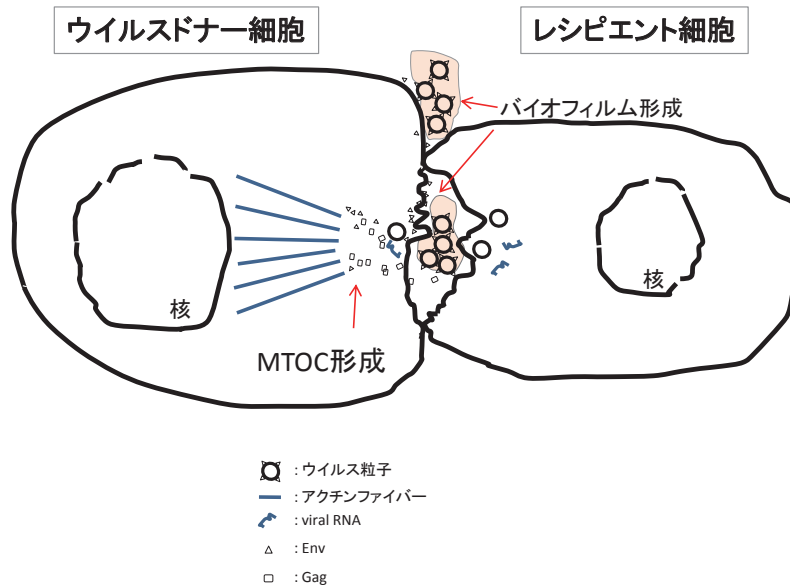 ウイルスドナー細胞
レシピエント細胞
バイオフィルム形成
核
核
MTOC形成
: ウイルス粒子
: アクチンファイバー
: viral RNA
: Env
: Gag